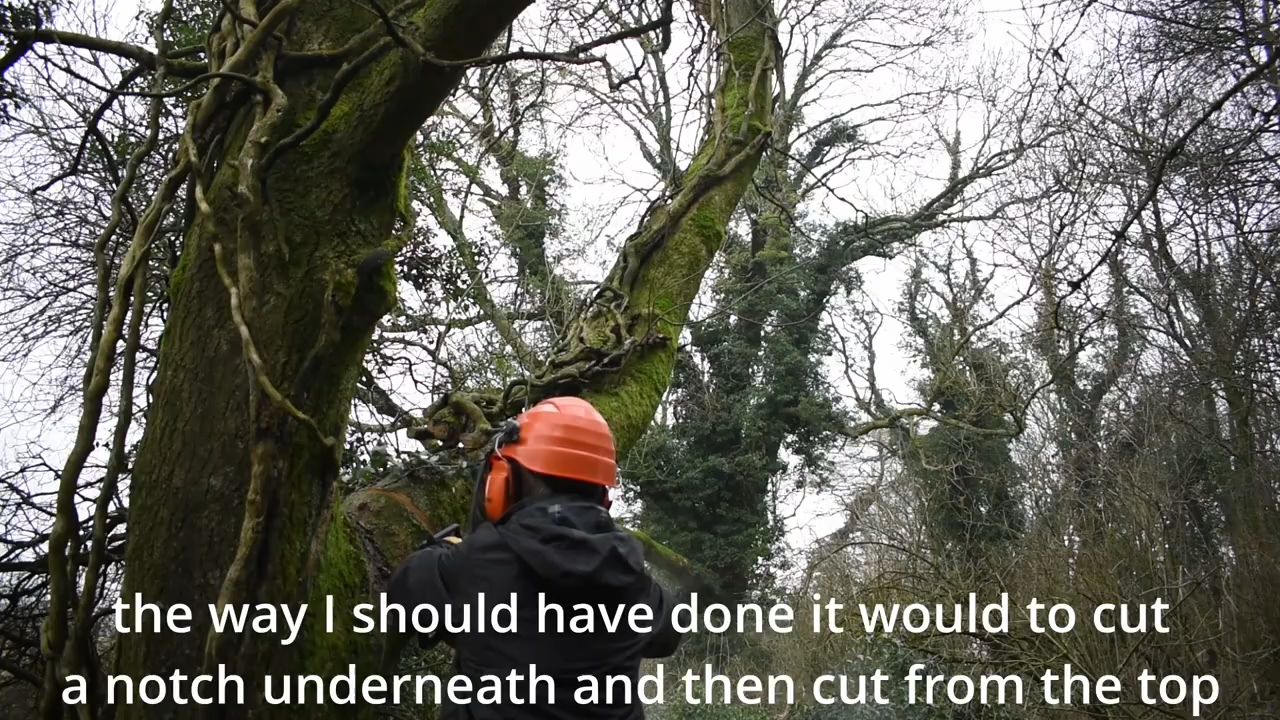 the way I should have done it would to cut
a notch underneath and then cut from the top